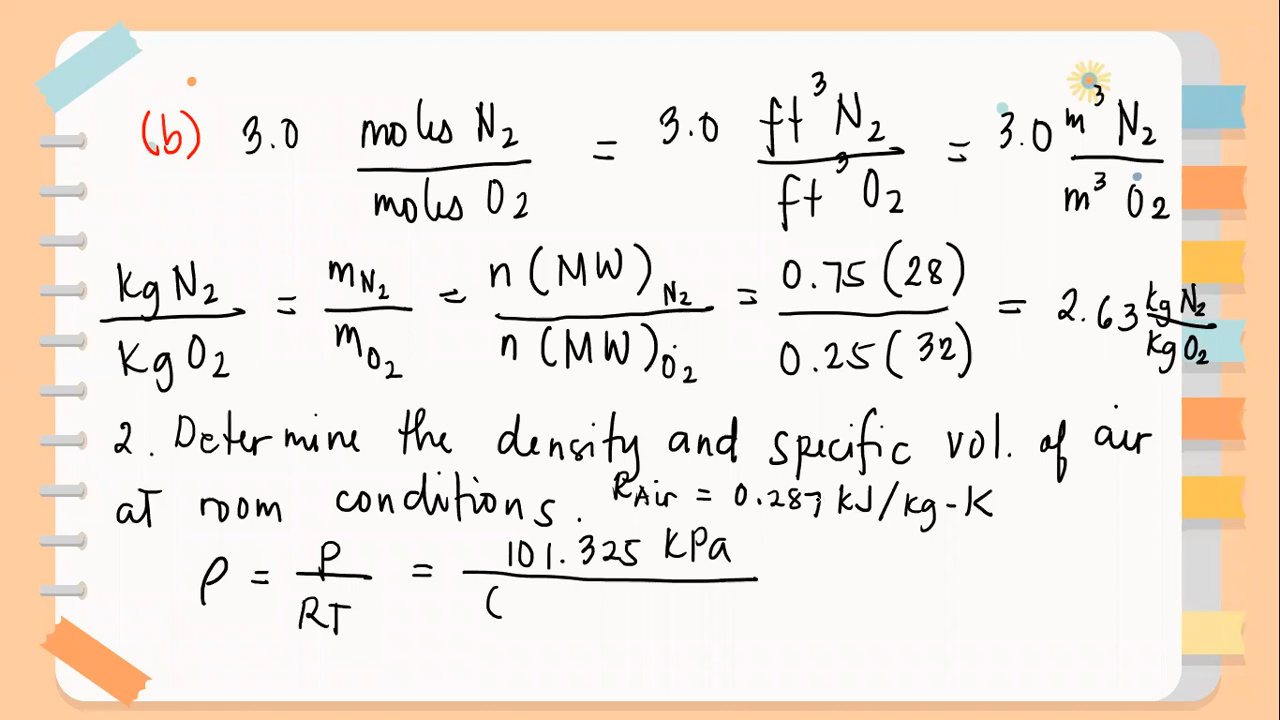 (b) 3.0 moles N₂ / moles O₂ = 3.0 ft³ N₂ / ft³ O₂ = 3.0 m³ N₂ / m³ O₂
kg N₂ / kg O₂ = m N₂ / m O₂ = n (MW) N₂ / n (MW) O₂ = 0.75 (28) / 0.25 (32) = 2.63 kg N₂ / kg O₂
2. Determine the density and specific vol. of air
at room conditions. R Air = 0.287 kJ/kg-K
ρ = P / RT = 101.325 KPa / (